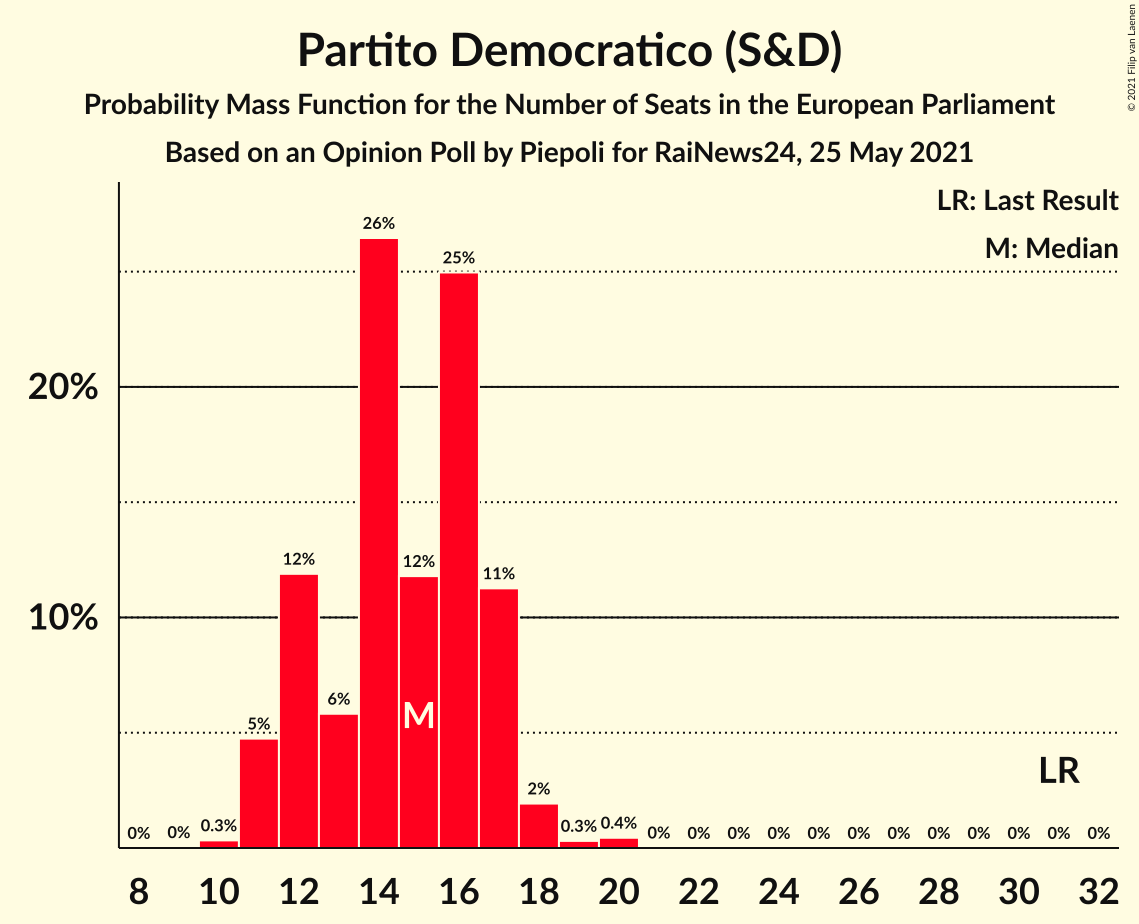 © 2021 Filip van Laenen
Partito Democratico (S&D)
Probability Mass Function for the Number of Seats in the European Parliament
Based on an Opinion Poll by Piepoli for RaiNews24, 25 May 2021
LR: Last Result
M: Median
20%
10%
0% 0% 0.3% 5% 12% 6% 26% 12% 25% 11% 2% 0.3% 0.4% 0% 0% 0% 0% 0% 0% 0% 0% 0% 0% 0% 0%
M
LR
8 10 12 14 16 18 20 22 24 26 28 30 32